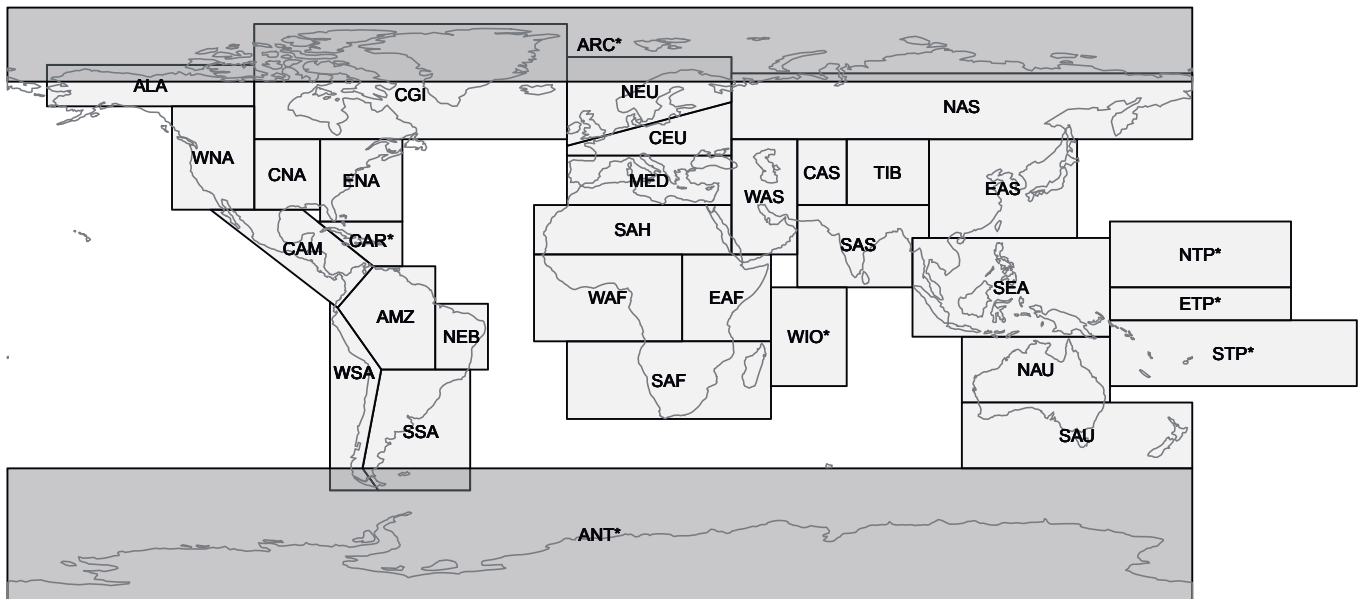 ARC*
ALA
CGI
NEU
NAS
CEU
WNA
CNA
ENA
MED
WAS
CAS
TIB
EAS
CAM
CAR*
SAH
SAS
NTP*
SEA
WAF
EAF
ETP*
AMZ
NEB
WIO*
STP*
WSA
SAF
NAU
SSA
SAU
ANT*